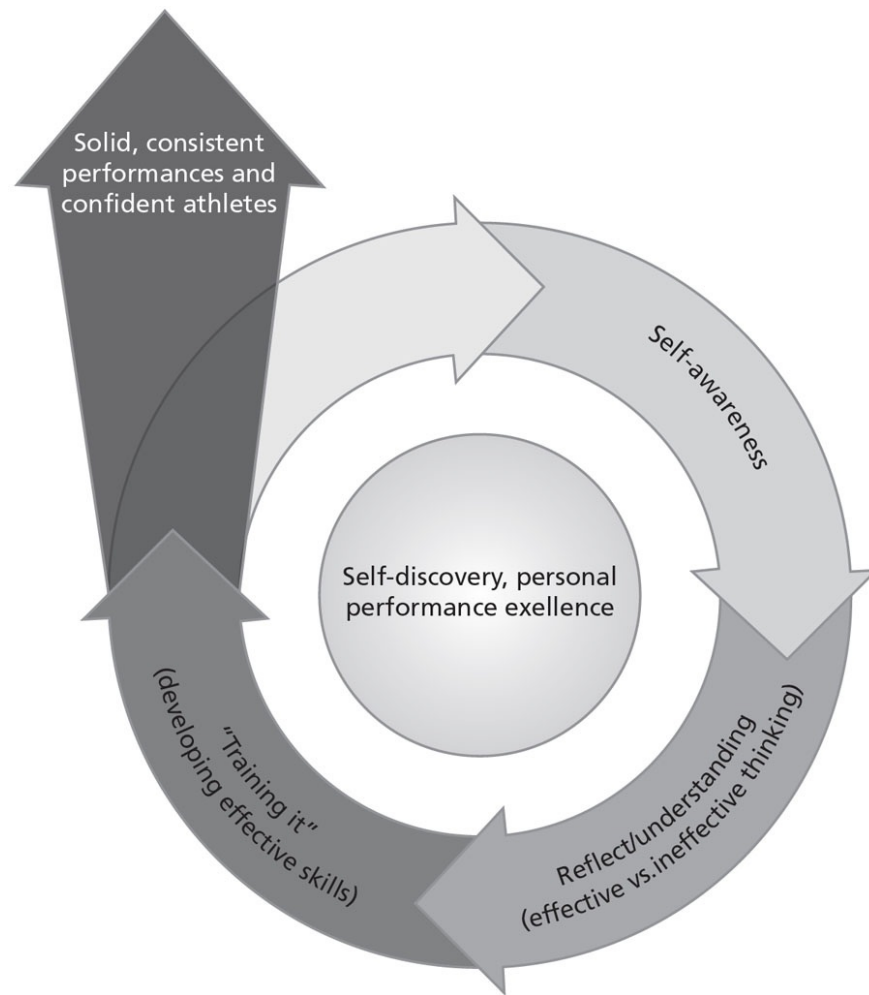 Solid, consistent
performances and
confident athletes
Self-awareness
Self-discovery, personal
performance exellence
Reflect/understanding
(effective vs.ineffective thinking)
"Training it"
(developing effective skills)